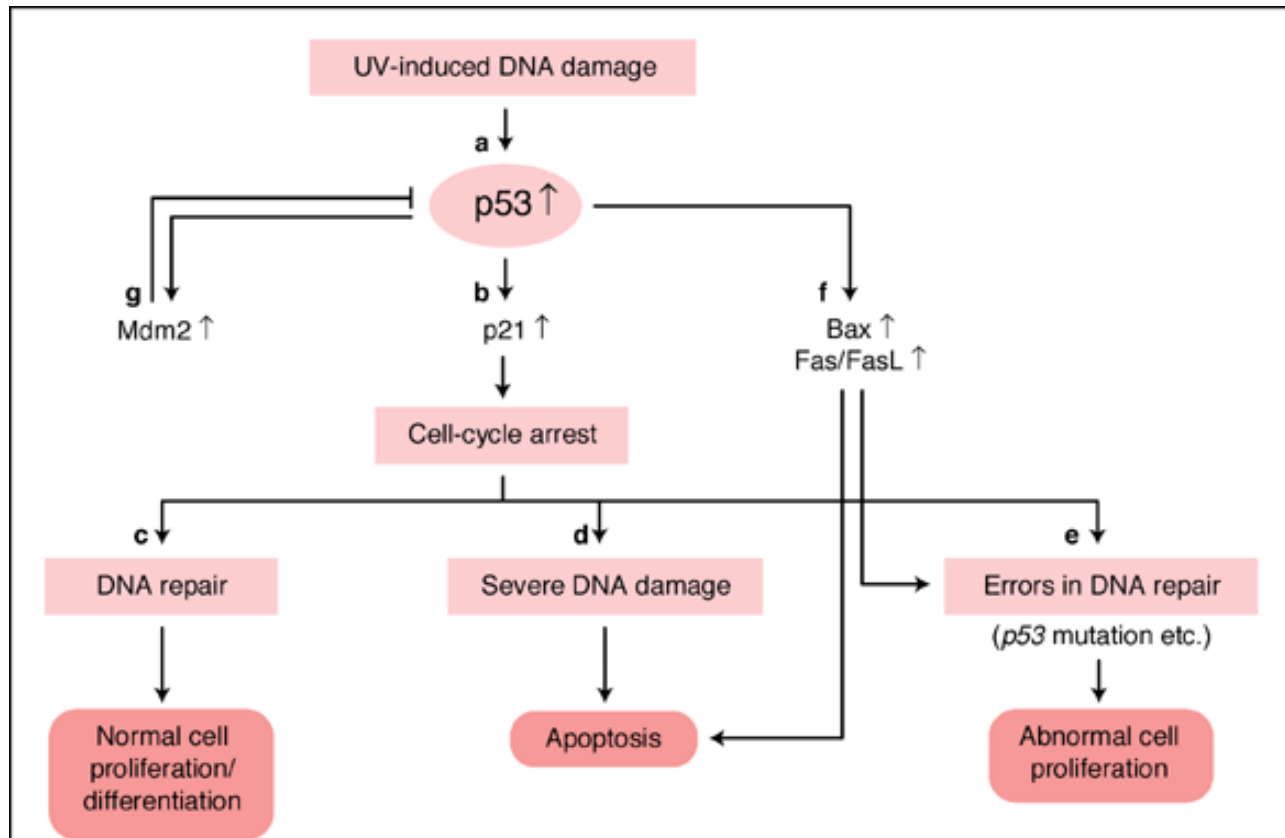 UV-induced DNA damage
a
p53 ↑
g
b
f
Mdm2 ↑
p21 ↑
Bax ↑
Fas/FasL ↑
Cell-cycle arrest
c
d
e
DNA repair
Severe DNA damage
Errors in DNA repair
(p53 mutation etc.)
Normal cell
proliferation/
differentiation
Apoptosis
Abnormal cell
proliferation